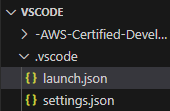 VSCODE
-AWS-Certified-Devel...
.vscode
{} launch.json
{} settings.json